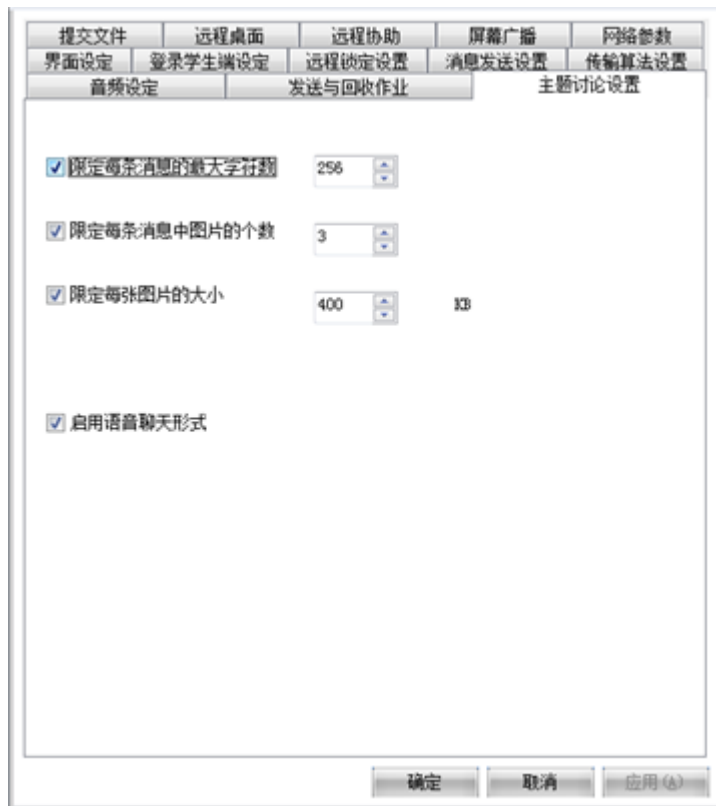 提交文件 远程桌面 远程协助 屏幕广播 网络参数
界面设定 登录学生端设定 远程锁定设置 消息发送设置 传输算法设置
音频设定 发送与回收作业 主题讨论设置
限定每条消息的最大字符数 256
限定每条消息中图片的个数 3
限定每张图片的大小 400 KB
启用语音聊天形式
确定 取消 应用(A)